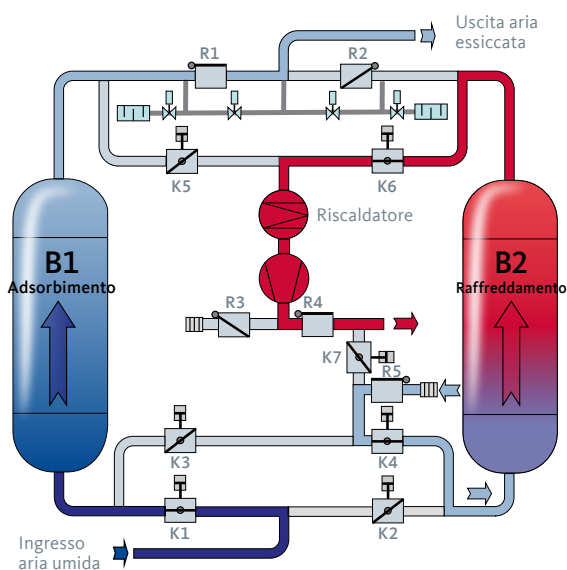 Uscita aria
essiccata
R1
R2
K5
K6
Riscaldatore
B1
Adsorbimento
B2
Raffreddamento
R3
R4
K7
R5
K3
K4
K1
K2
Ingresso
aria umida